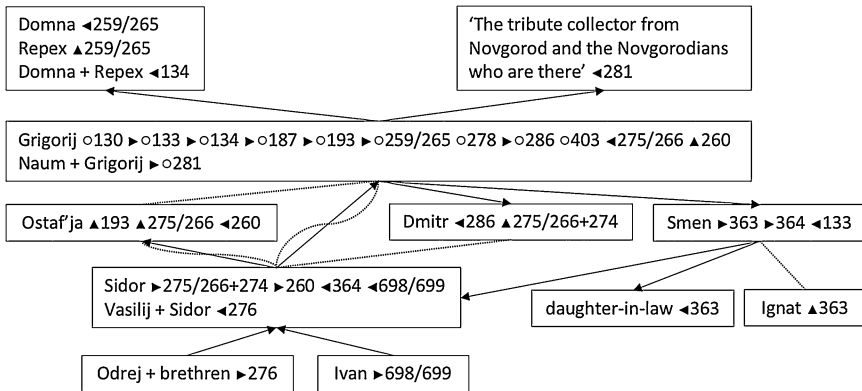 Domna ◄259/265
Repex ▲259/265
Domna + Repex ◄134
‘The tribute collector from
Novgorod and the Novgorodians
who are there’ ◄281
Grigorij ○130 ►○133 ►○134 ►○187 ►○193 ►○259/265 ○278 ►○286 ○403 ◄275/266 ▲260
Naum + Grigorij ►○281
Ostaf’ja ▲193 ▲275/266 ◄260
Dmitr ◄286 ▲275/266+274
Smen ►363 ►364 ◄133
Sidor ►275/266+274 ►260 ◄364 ◄698/699
Vasilij + Sidor ◄276
daughter-in-law ◄363
Ignat ▲363
Odrej + brethren ►276
Ivan ►698/699